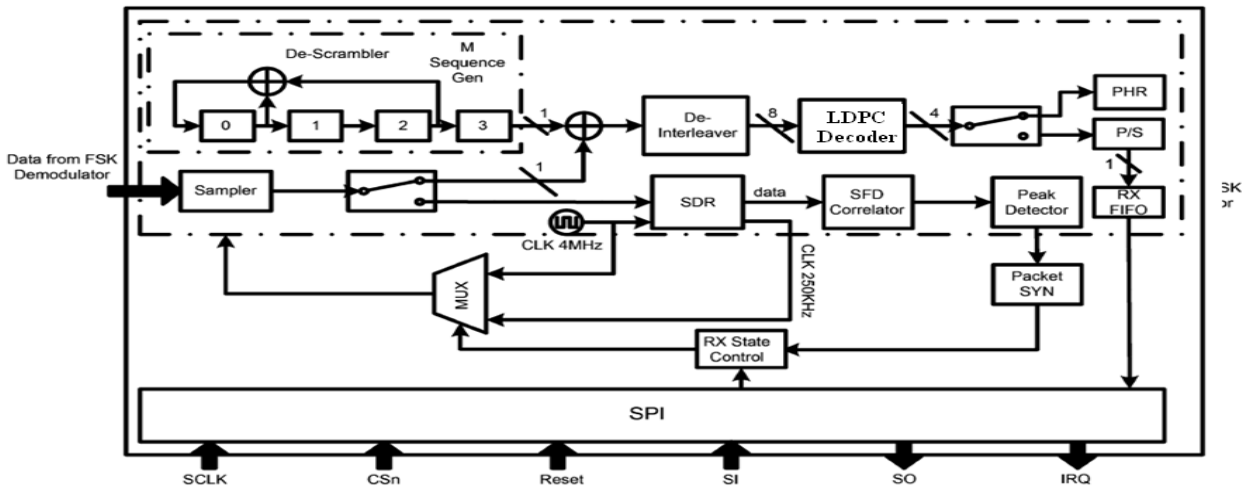 De-Scrambler
M
Sequence
Gen
0
1
2
3
1
De-
Interleaver
8
LDPC
Decoder
4
PHR
P/S
1
RX
FIFO
Data from FSK
Demodulator
Sampler
1
CLK 4MHz
SDR
data
SFD
Correlator
Peak
Detector
SK
or
CLK 250KHz
MUX
Packet
SYN
RX State
Control
SPI
SCLK
CSn
Reset
SI
SO
IRQ